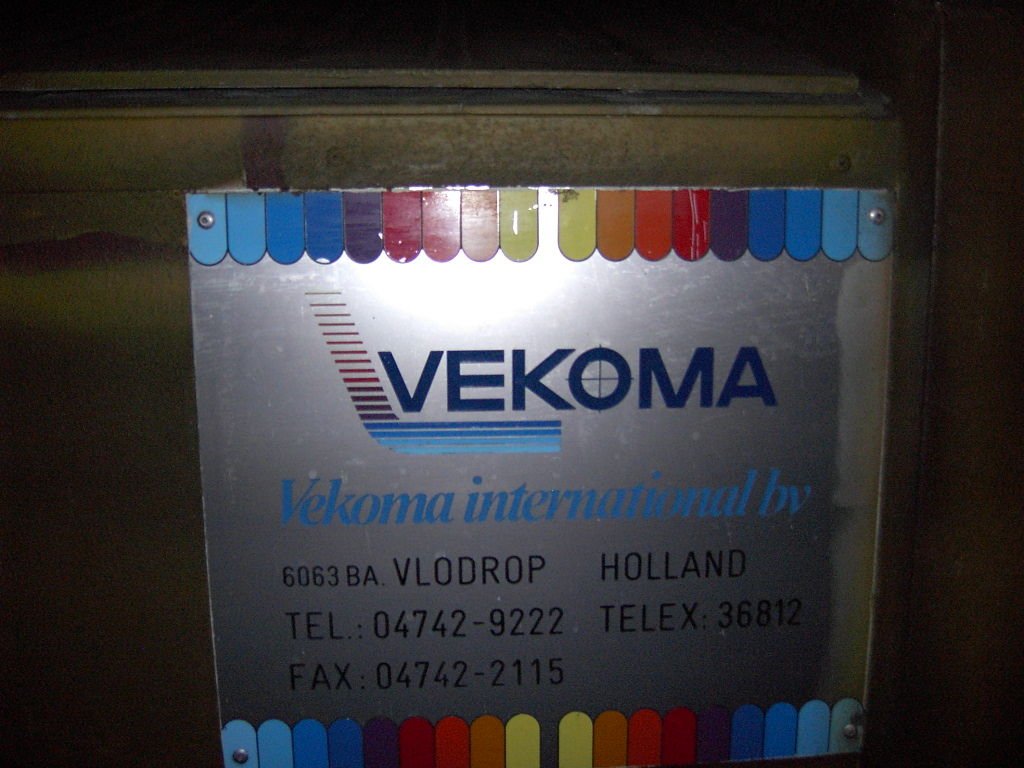 VEKOMA
Vekoma international bv
6063 BA. VLODROP HOLLAND
TEL.: 04742-9222 TELEX: 36812
FAX: 04742-2115